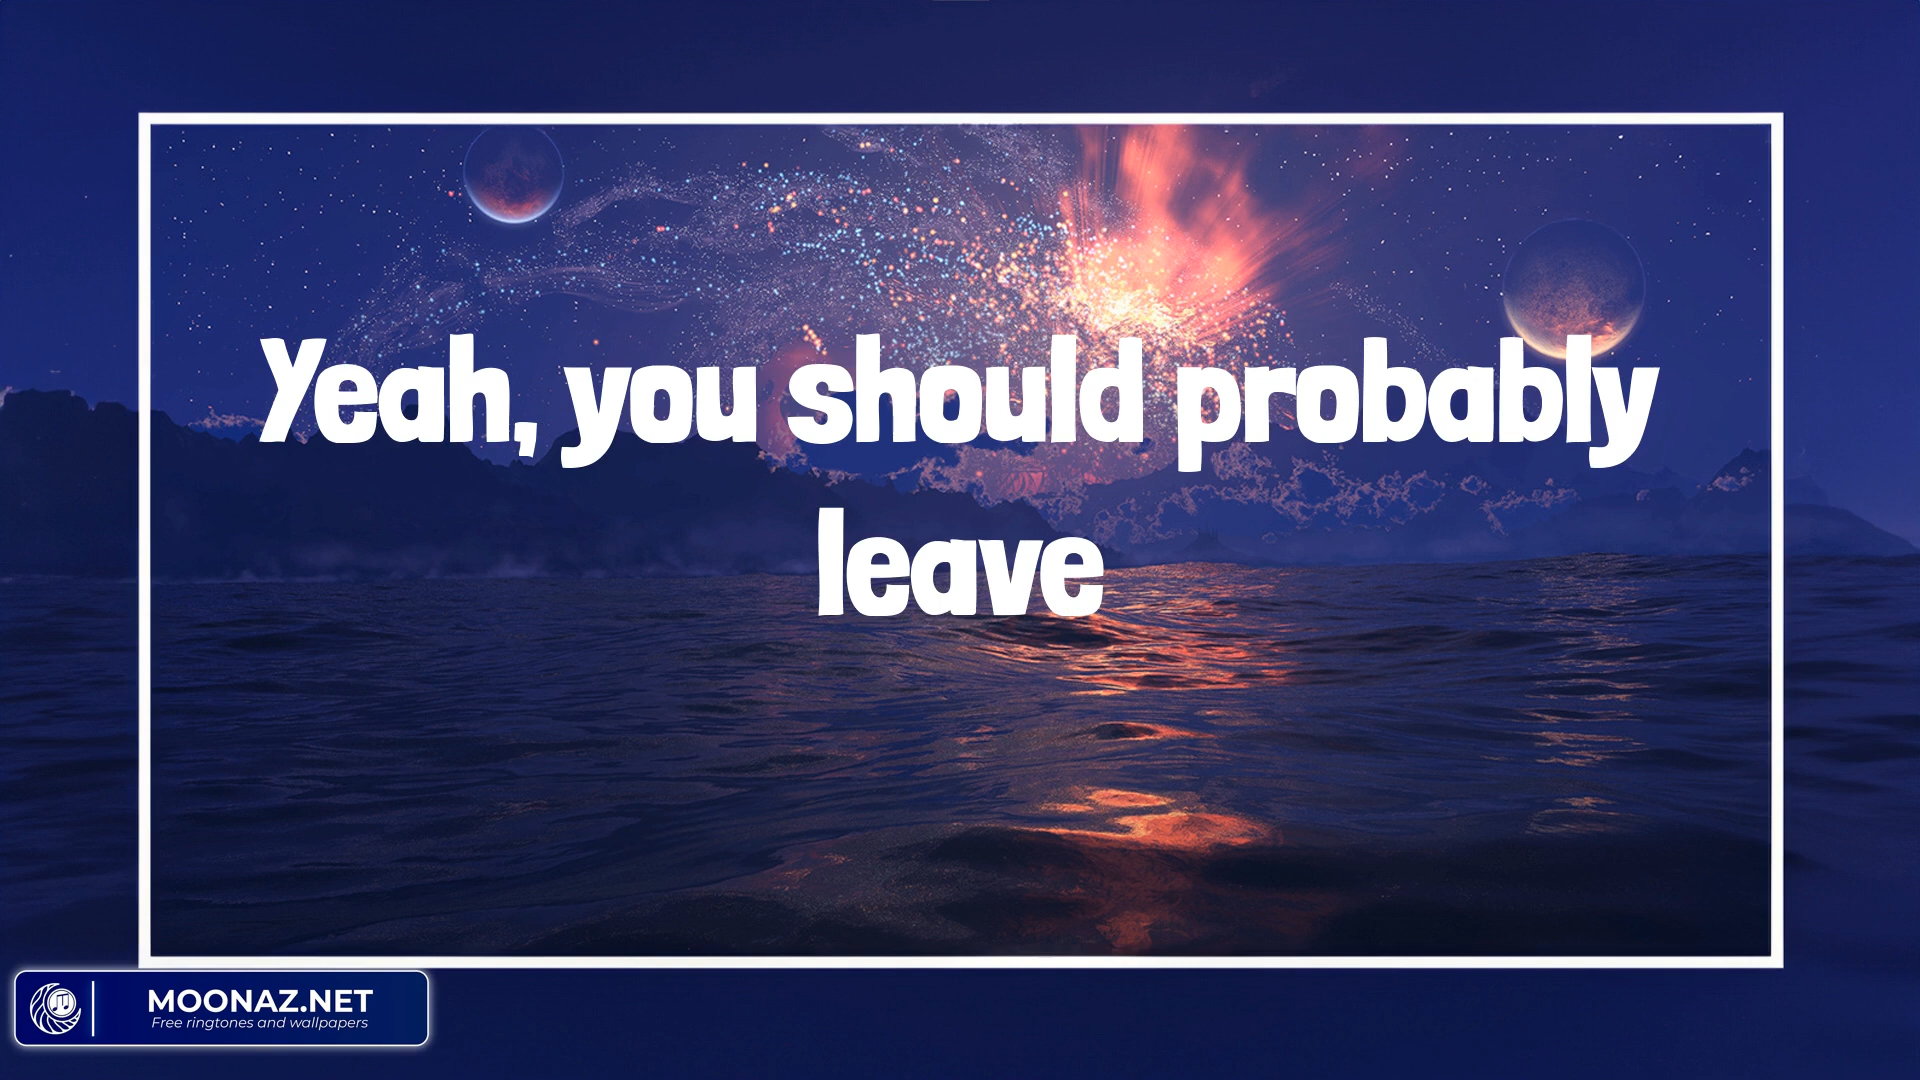 Yeah, you should probably
leave
MOONAZ.NET
Free ringtones and wallpapers